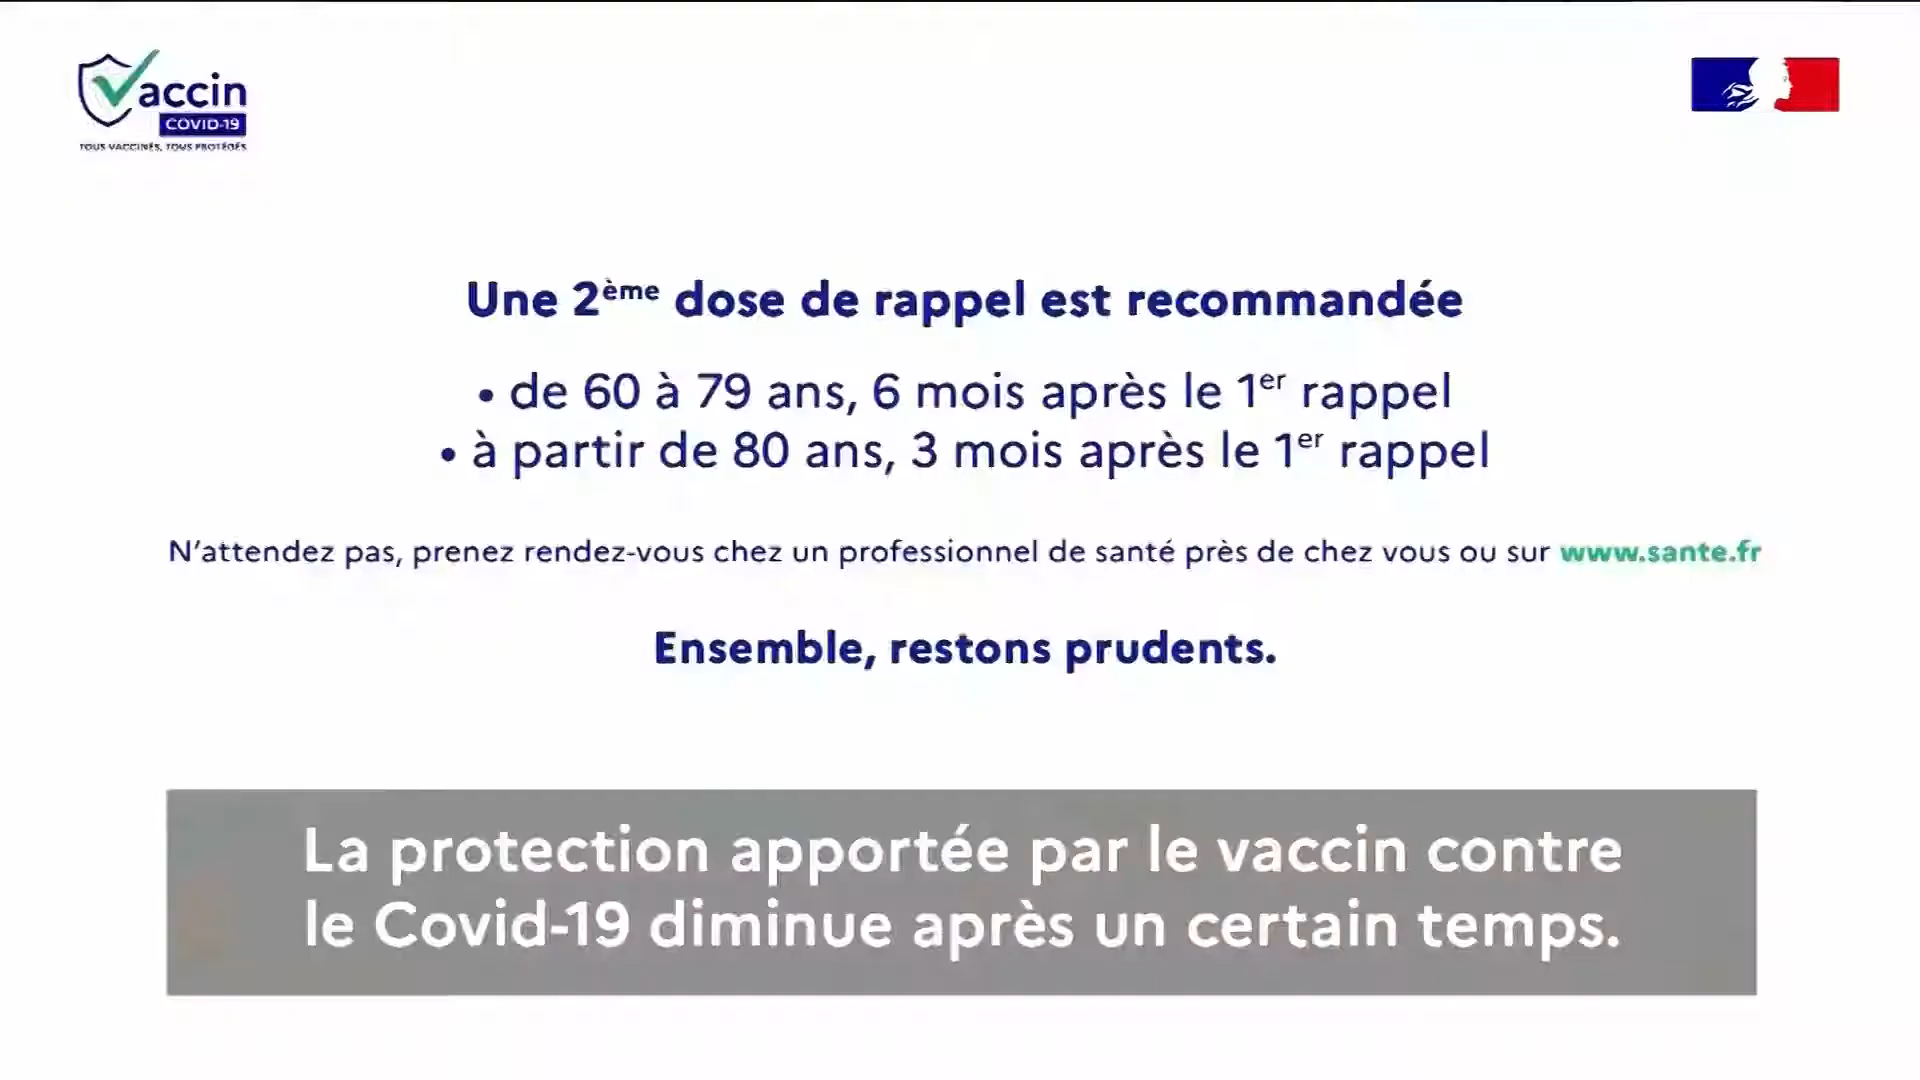 Vaccin
COVID-19
TOUS VACCINÉS, TOUS PROTÉGÉS
Une 2ème dose de rappel est recommandée
• de 60 à 79 ans, 6 mois après le 1er rappel
• à partir de 80 ans, 3 mois après le 1er rappel
N'attendez pas, prenez rendez-vous chez un professionnel de santé près de chez vous ou sur www.sante.fr
Ensemble, restons prudents.
La protection apportée par le vaccin contre
le Covid-19 diminue après un certain temps.